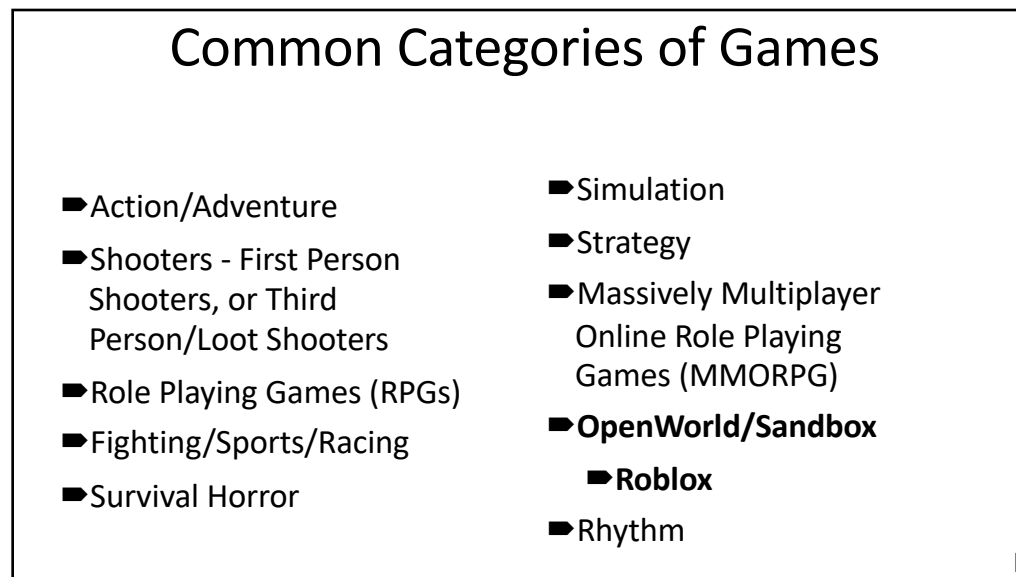 Common Categories of Games
Action/Adventure
Shooters - First Person
Shooters, or Third
Person/Loot Shooters
Role Playing Games (RPGs)
Fighting/Sports/Racing
Survival Horror
Simulation
Strategy
Massively Multiplayer
Online Role Playing
Games (MMORPG)
OpenWorld/Sandbox
Roblox
Rhythm